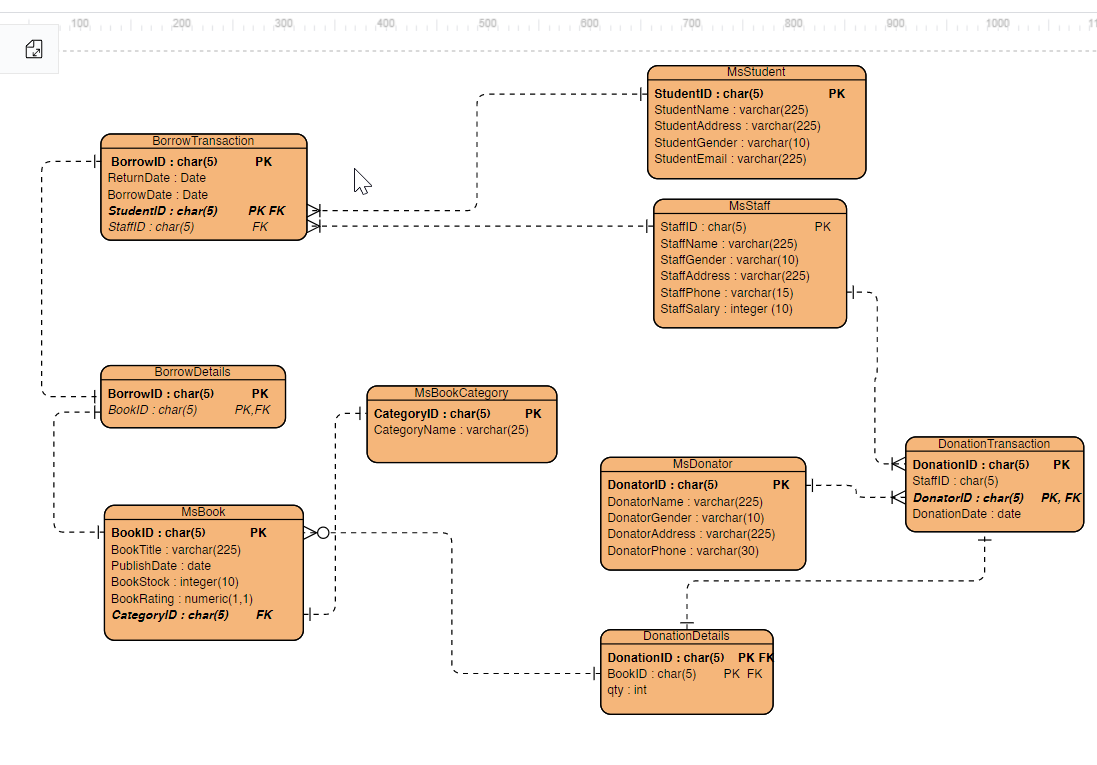 100 200 300 400 500 600 700 800 900 1000
MsStudent
StudentID : char(5) PK
StudentName : varchar(225)
StudentAddress : varchar(225)
StudentGender : varchar(10)
StudentEmail : varchar(225)
BorrowTransaction
BorrowID : char(5) PK
ReturnDate : Date
BorrowDate : Date
StudentID : char(5) PK FK
StaffID : char(5) FK
MsStaff
StaffID : char(5) PK
StaffName : varchar(225)
StaffGender : varchar(10)
StaffAddress : varchar(225)
StaffPhone : varchar(15)
StaffSalary : integer (10)
BorrowDetails
BorrowID : char(5) PK
BookID : char(5) PK,FK
MsBookCategory
CategoryID : char(5) PK
CategoryName : varchar(25)
DonationTransaction
DonationID : char(5) PK
StaffID : char(5)
DonatorID : char(5) PK, FK
DonationDate : date
MsDonator
DonatorID : char(5) PK
DonatorName : varchar(225)
DonatorGender : varchar(10)
DonatorAddress : varchar(225)
DonatorPhone : varchar(30)
MsBook
BookID : char(5) PK
BookTitle : varchar(225)
PublishDate : date
BookStock : integer(10)
BookRating : numeric(1,1)
CategoryID : char(5) FK
DonationDetails
DonationID : char(5) PK FK
BookID : char(5) PK FK
qty : int